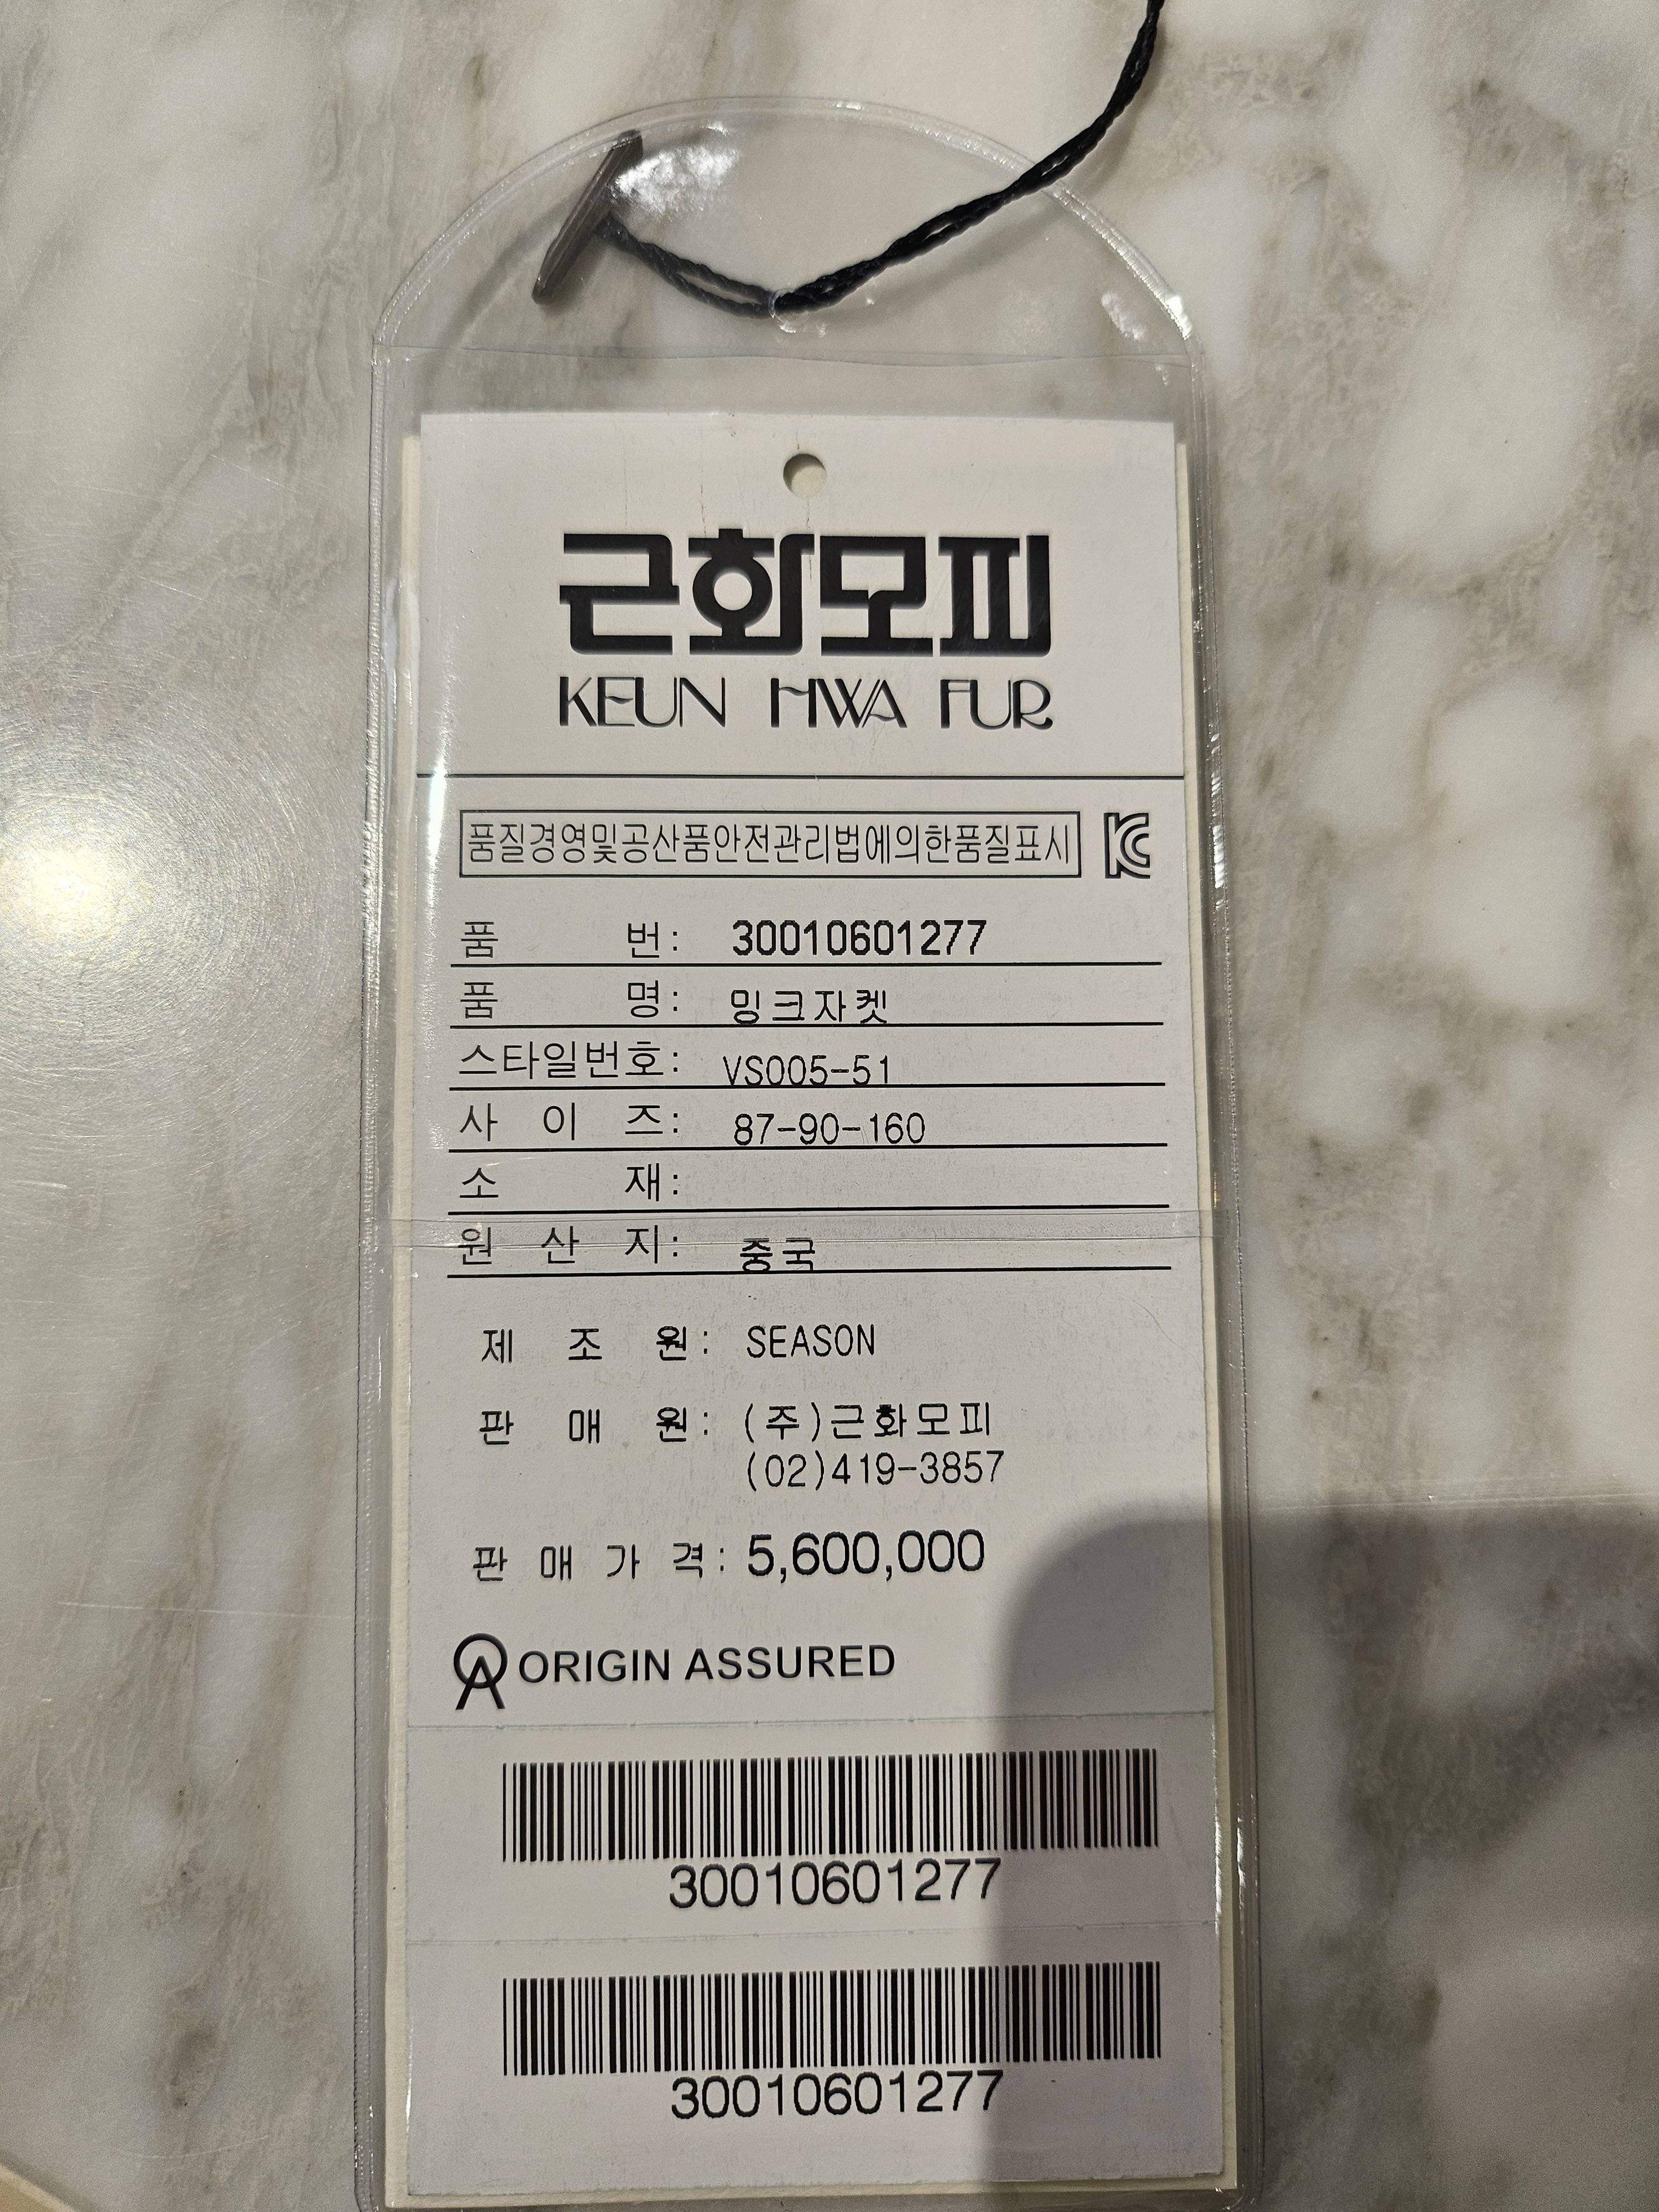 근화모피
KEUN HWA FUR
품질경영및공산품안전관리법에의한품질표시
품 번: 30010601277
품 명: 밍크자켓
스타일번호: VS005-51
사 이 즈: 87-90-160
소 재:
원 산 지: 중국
제 조 원: SEASON
판 매 원: (주)근화모피
(02)419-3857
판 매 가 격: 5,600,000
OA ORIGIN ASSURED
30010601277
30010601277